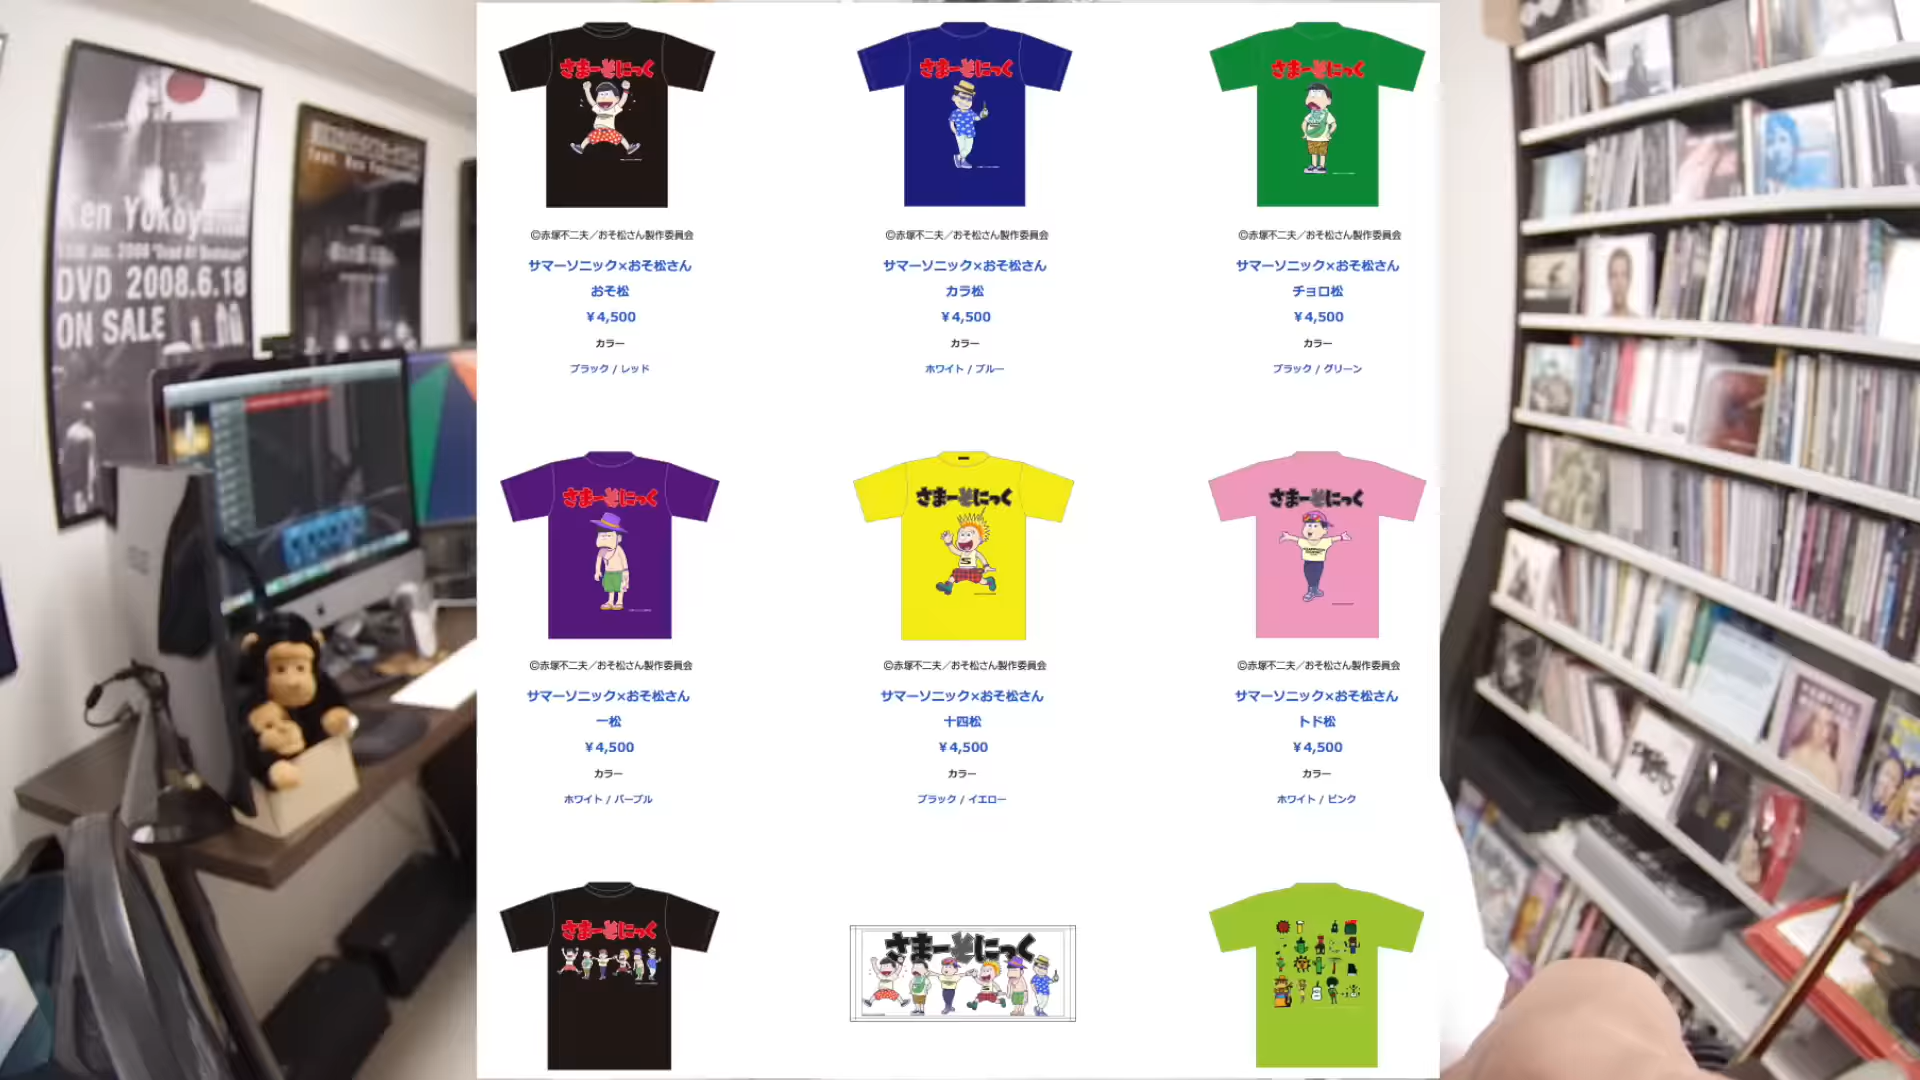 Ken Yokoyama
DVD 2008.6.18
ON SALE
さまーそにっく
さまーそにっく
さまーそにっく
©赤塚不二夫／おそ松さん製作委員会
©赤塚不二夫／おそ松さん製作委員会
©赤塚不二夫／おそ松さん製作委員会
サマーソニック×おそ松さん
サマーソニック×おそ松さん
サマーソニック×おそ松さん
おそ松
カラ松
チョロ松
¥4,500
¥4,500
¥4,500
カラー
カラー
カラー
ブラック / レッド
ホワイト / ブルー
ブラック / グリーン
さまーそにっく
さまーそにっく
さまーそにっく
©赤塚不二夫／おそ松さん製作委員会
©赤塚不二夫／おそ松さん製作委員会
©赤塚不二夫／おそ松さん製作委員会
サマーソニック×おそ松さん
サマーソニック×おそ松さん
サマーソニック×おそ松さん
一松
十四松
トド松
¥4,500
¥4,500
¥4,500
カラー
カラー
カラー
ホワイト / パープル
ブラック / イエロー
ホワイト / ピンク
さまーそにっく
さまーそにっく